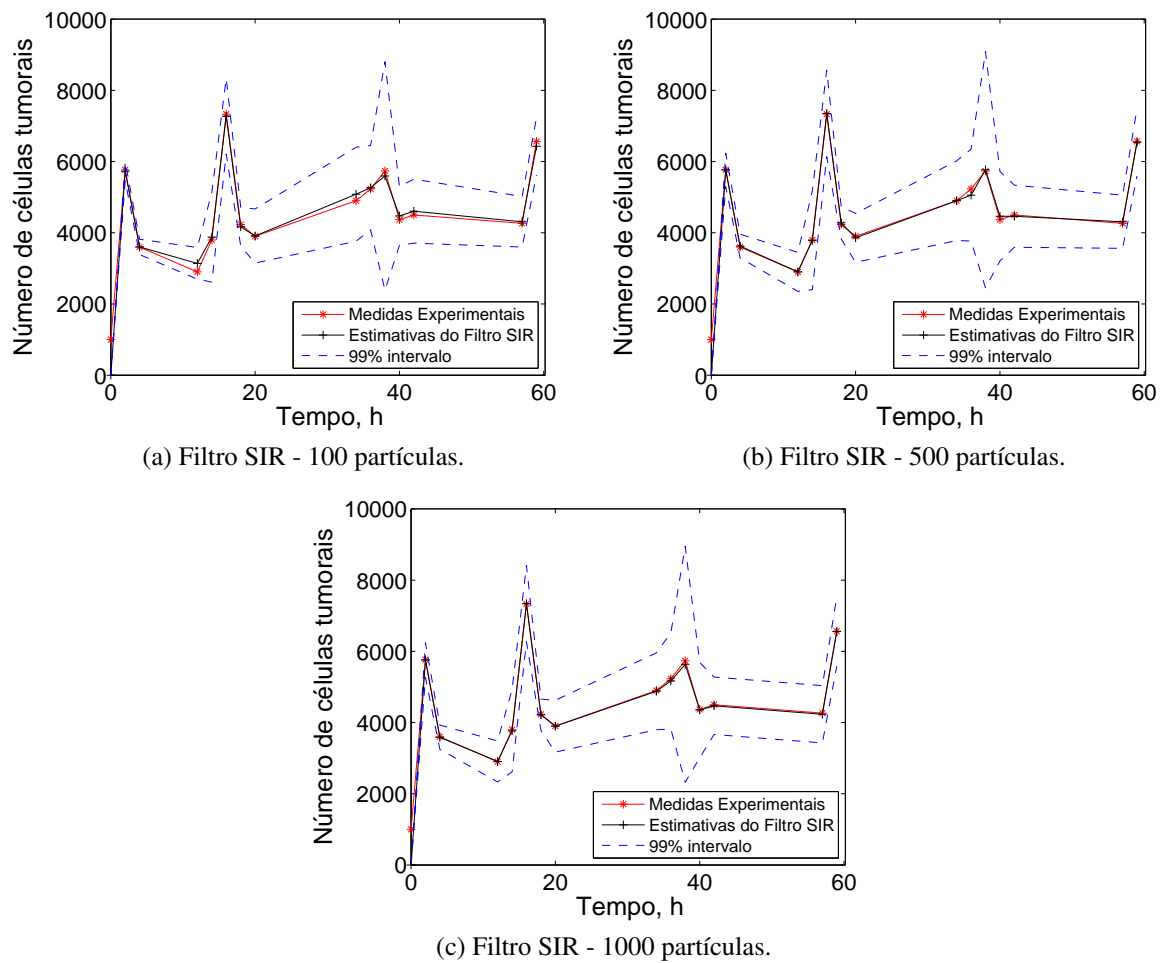 10000
8000
6000
4000
2000
0
Número de células tumorais
Medidas Experimentais
Estimativas do Filtro SIR
99% intervalo
0 20 40 60
Tempo, h
(a) Filtro SIR - 100 partículas.
10000
8000
6000
4000
2000
0
Número de células tumorais
Medidas Experimentais
Estimativas do Filtro SIR
99% intervalo
0 20 40 60
Tempo, h
(b) Filtro SIR - 500 partículas.
10000
8000
6000
4000
2000
0
Número de células tumorais
Medidas Experimentais
Estimativas do Filtro SIR
99% intervalo
0 20 40 60
Tempo, h
(c) Filtro SIR - 1000 partículas.